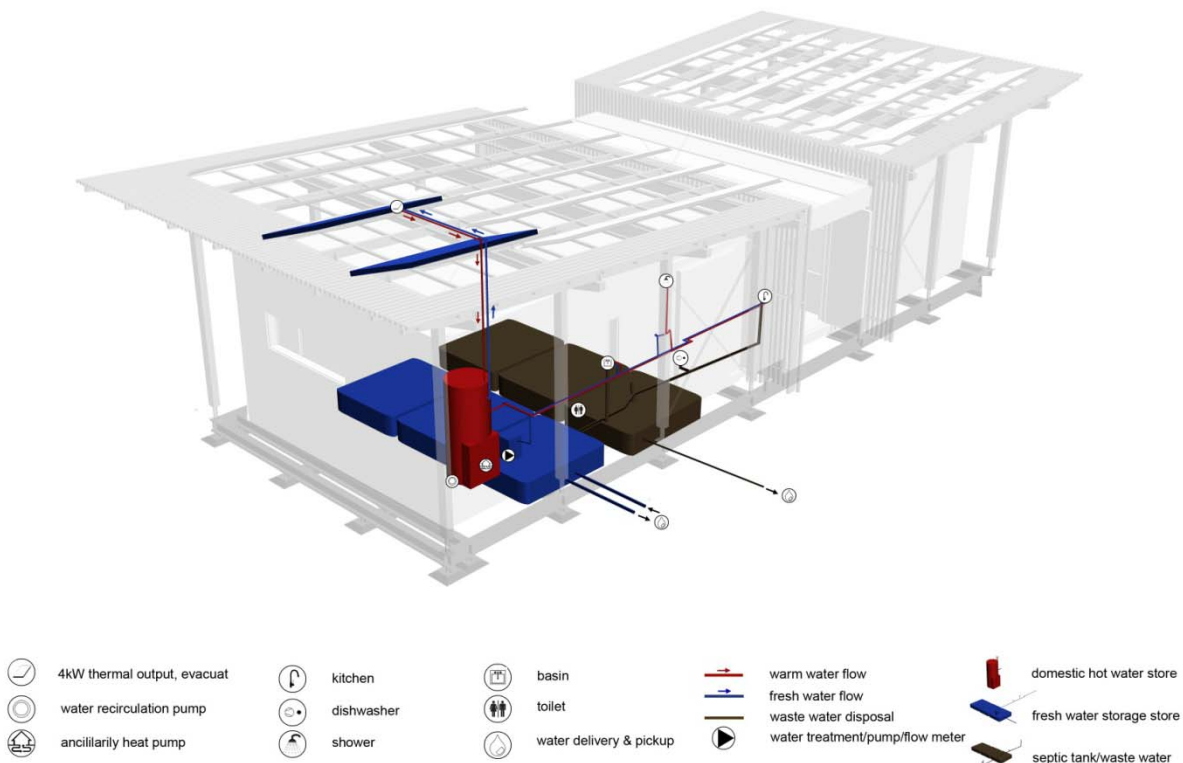 4kW thermal output, evacuat
water recirculation pump
ancililarily heat pump
kitchen
dishwasher
shower
basin
toilet
water delivery & pickup
warm water flow
fresh water flow
waste water disposal
water treatment/pump/flow meter
domestic hot water store
fresh water storage store
septic tank/waste water